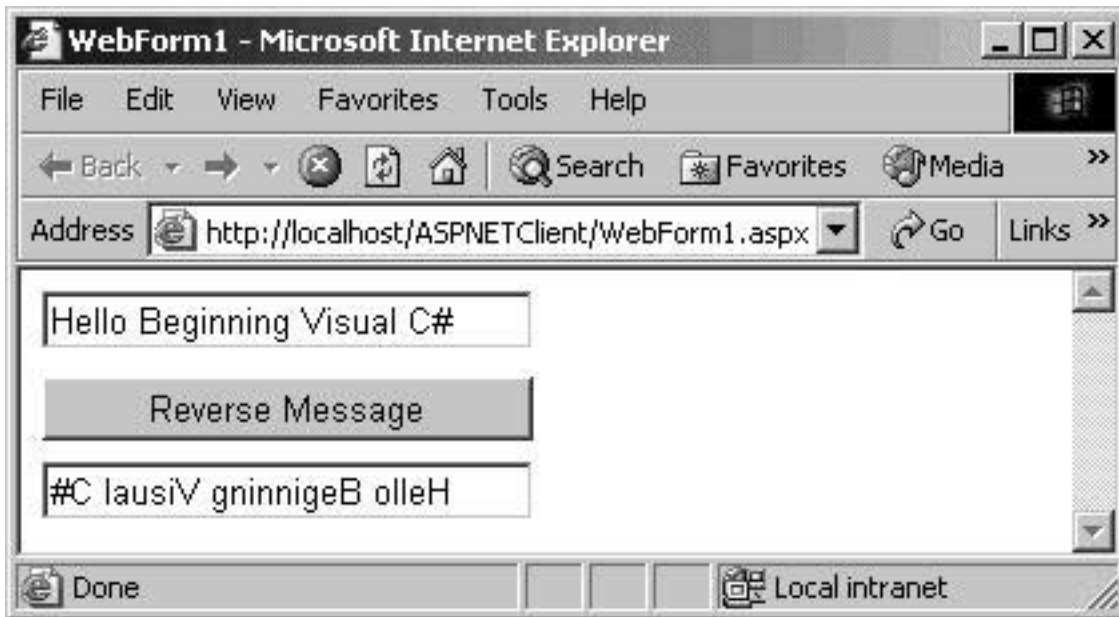 WebForm1 - Microsoft Internet Explorer
File Edit View Favorites Tools Help
Back Search Favorites Media »
Address http://localhost/ASPNETClient/WebForm1.aspx Go Links »
Hello Beginning Visual C#
Reverse Message
#C lausiV gninnigeB olleH
Done Local intranet